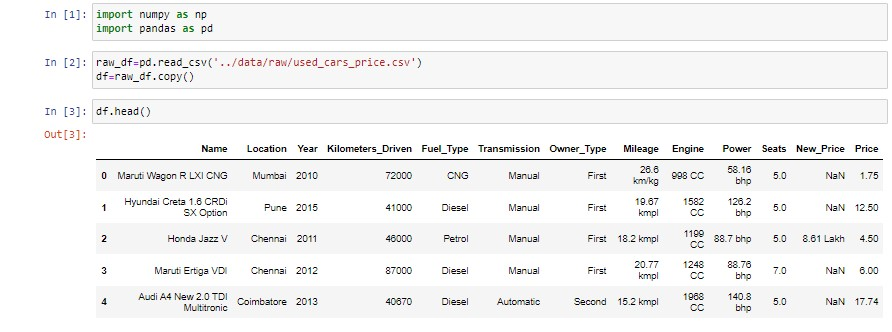 In [1]: import numpy as np
import pandas as pd
In [2]: raw_df=pd.read_csv('../data/raw/used_cars_price.csv')
df=raw_df.copy()
In [3]: df.head()
Out[3]:
Name Location Year Kilometers_Driven Fuel_Type Transmission Owner_Type Mileage Engine Power Seats New_Price Price
0 Maruti Wagon R LXI CNG Mumbai 2010 72000 CNG Manual First 26.6 km/kg 998 CC 58.16 bhp 5.0 NaN 1.75
1 Hyundai Creta 1.6 CRDi SX Option Pune 2015 41000 Diesel Manual First 19.67 kmpl 1582 CC 126.2 bhp 5.0 NaN 12.50
2 Honda Jazz V Chennai 2011 46000 Petrol Manual First 18.2 kmpl 1199 CC 88.7 bhp 5.0 8.61 Lakh 4.50
3 Maruti Ertiga VDI Chennai 2012 87000 Diesel Manual First 20.77 kmpl 1248 CC 88.76 bhp 7.0 NaN 6.00
4 Audi A4 New 2.0 TDI Multitronic Coimbatore 2013 40670 Diesel Automatic Second 15.2 kmpl 1968 CC 140.8 bhp 5.0 NaN 17.74